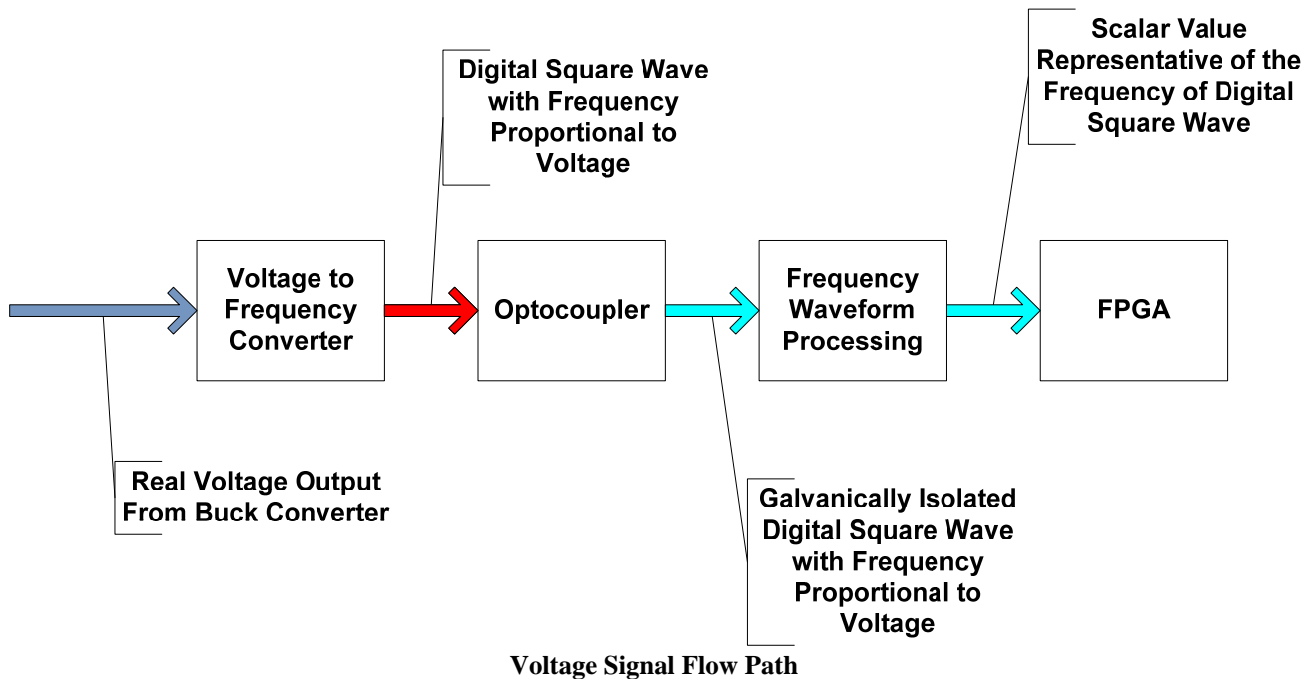 Digital Square Wave
with Frequency
Proportional to
Voltage
Scalar Value
Representative of the
Frequency of Digital
Square Wave
Voltage to
Frequency
Converter
Optocoupler
Frequency
Waveform
Processing
FPGA
Real Voltage Output
From Buck Converter
Galvanically Isolated
Digital Square Wave
with Frequency
Proportional to
Voltage
Voltage Signal Flow Path